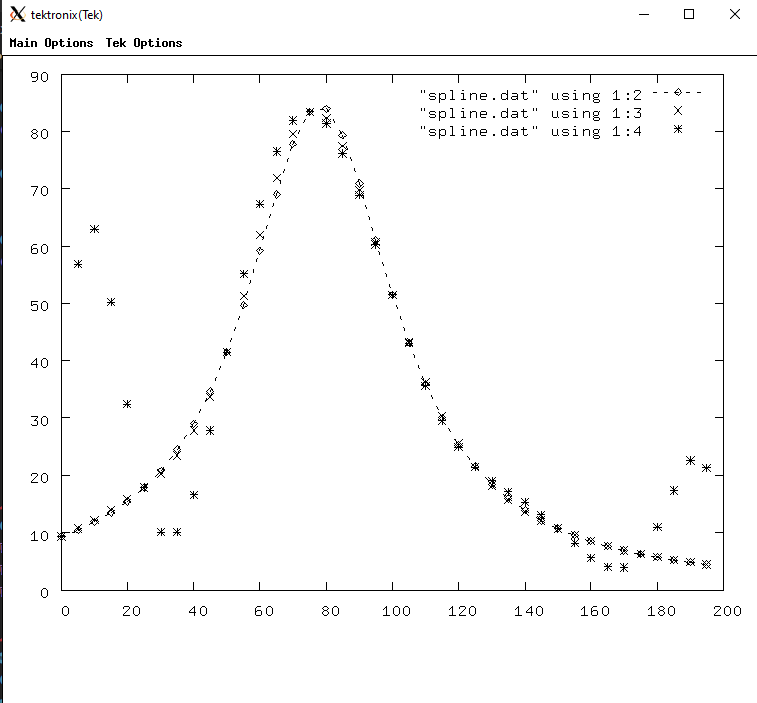 tektronix(Tek)
Main Options Tek Options
90
"spline.dat" using 1:2
"spline.dat" using 1:3
"spline.dat" using 1:4
80
70
60
50
40
30
20
10
0
0 20 40 60 80 100 120 140 160 180 200